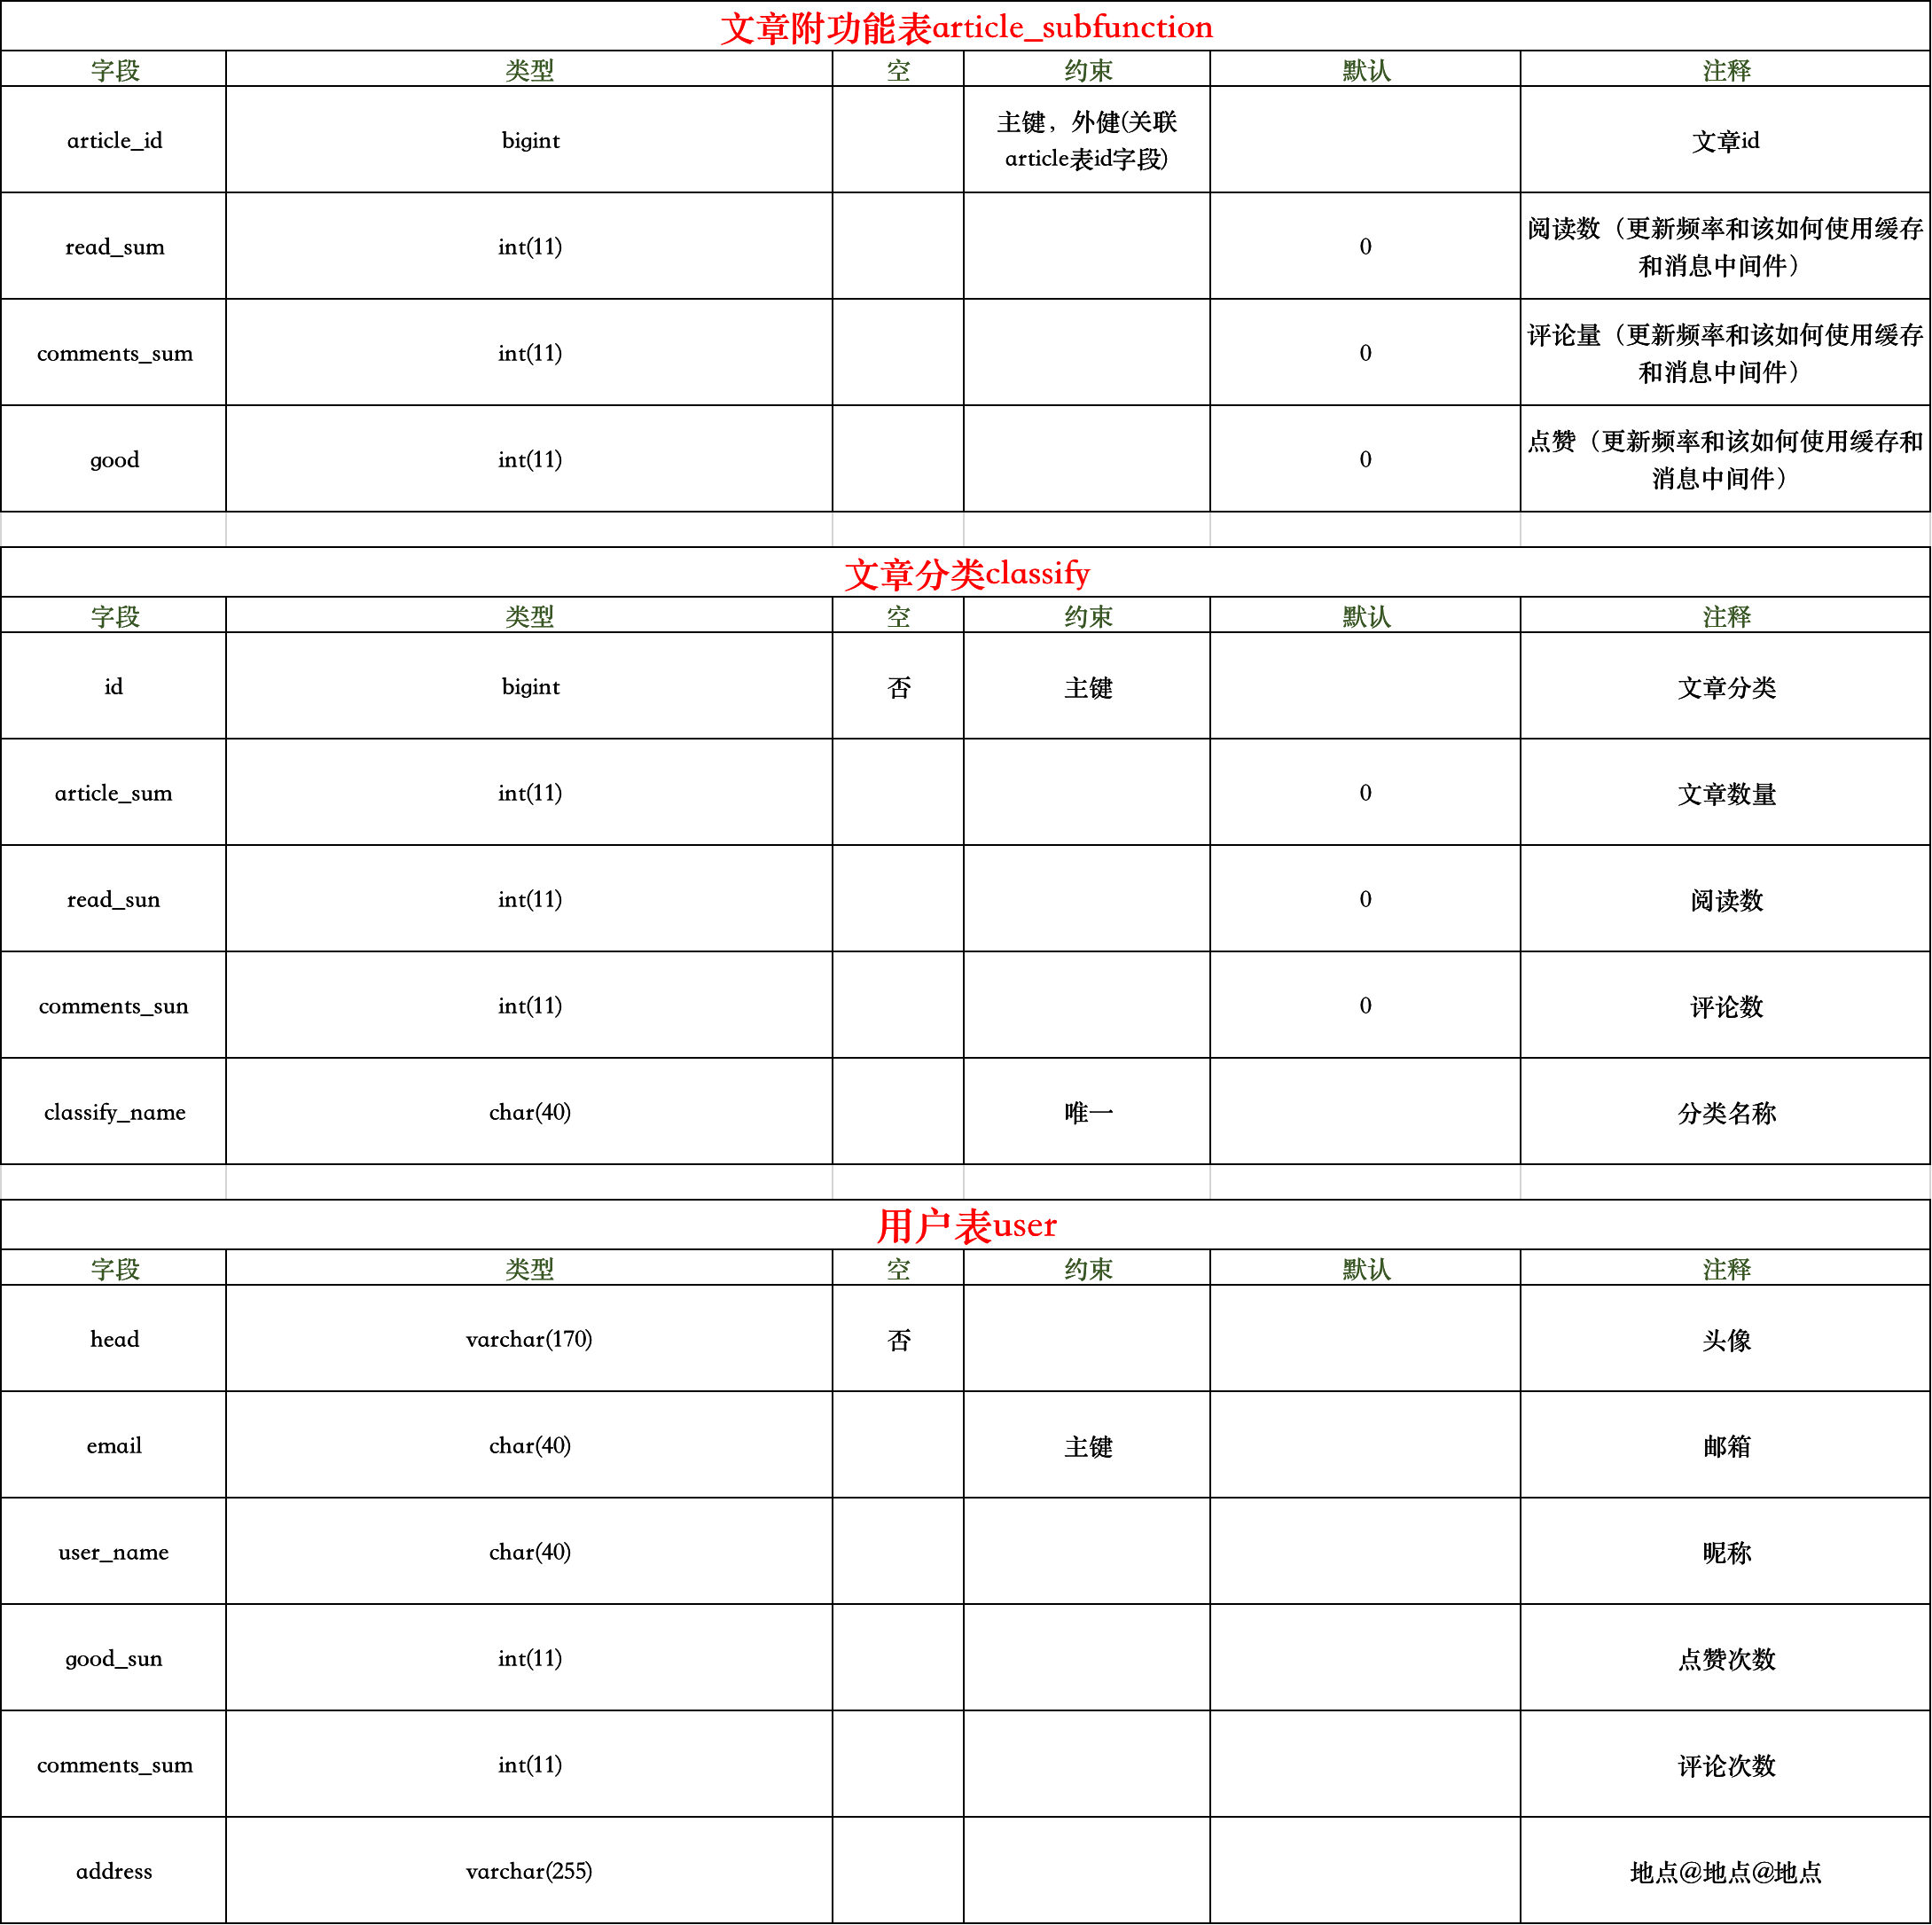 文章附功能表article_subfunction
字段 类型 空 约束 默认 注释
article_id bigint 主键，外健(关联
article表id字段) 文章id
read_sum int(11) 0 阅读数（更新频率和该如何使用缓存
和消息中间件）
comments_sum int(11) 0 评论量（更新频率和该如何使用缓存
和消息中间件）
good int(11) 0 点赞（更新频率和该如何使用缓存和
消息中间件）
文章分类classify
字段 类型 空 约束 默认 注释
id bigint 否 主键 文章分类
article_sum int(11) 0 文章数量
read_sun int(11) 0 阅读数
comments_sun int(11) 0 评论数
classify_name char(40) 唯一 分类名称
用户表user
字段 类型 空 约束 默认 注释
head varchar(170) 否 头像
email char(40) 主键 邮箱
user_name char(40) 昵称
good_sun int(11) 点赞次数
comments_sum int(11) 评论次数
address varchar(255) 地点@地点@地点